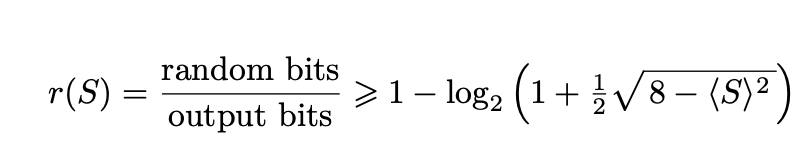 r(S) = random bits / output bits ⩾ 1 − log₂ (1 + ½√(8 − ⟨S⟩²))